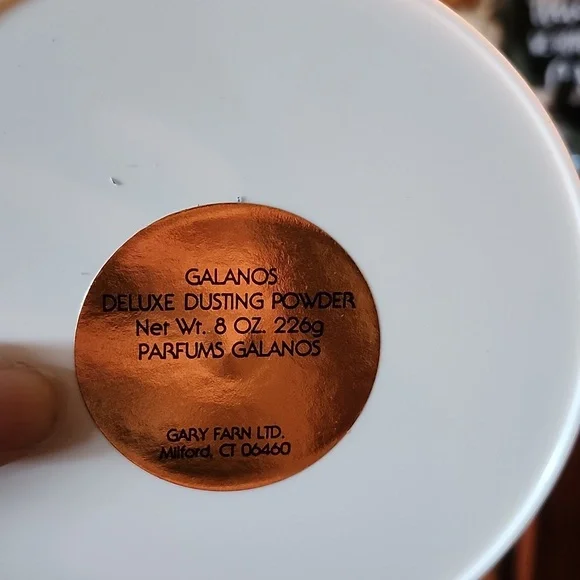 GALANOS
DELUXE DUSTING POWDER
Net Wt. 8 OZ. 226g
PARFUMS GALANOS
GARY FARN LTD.
Milford, CT 06460